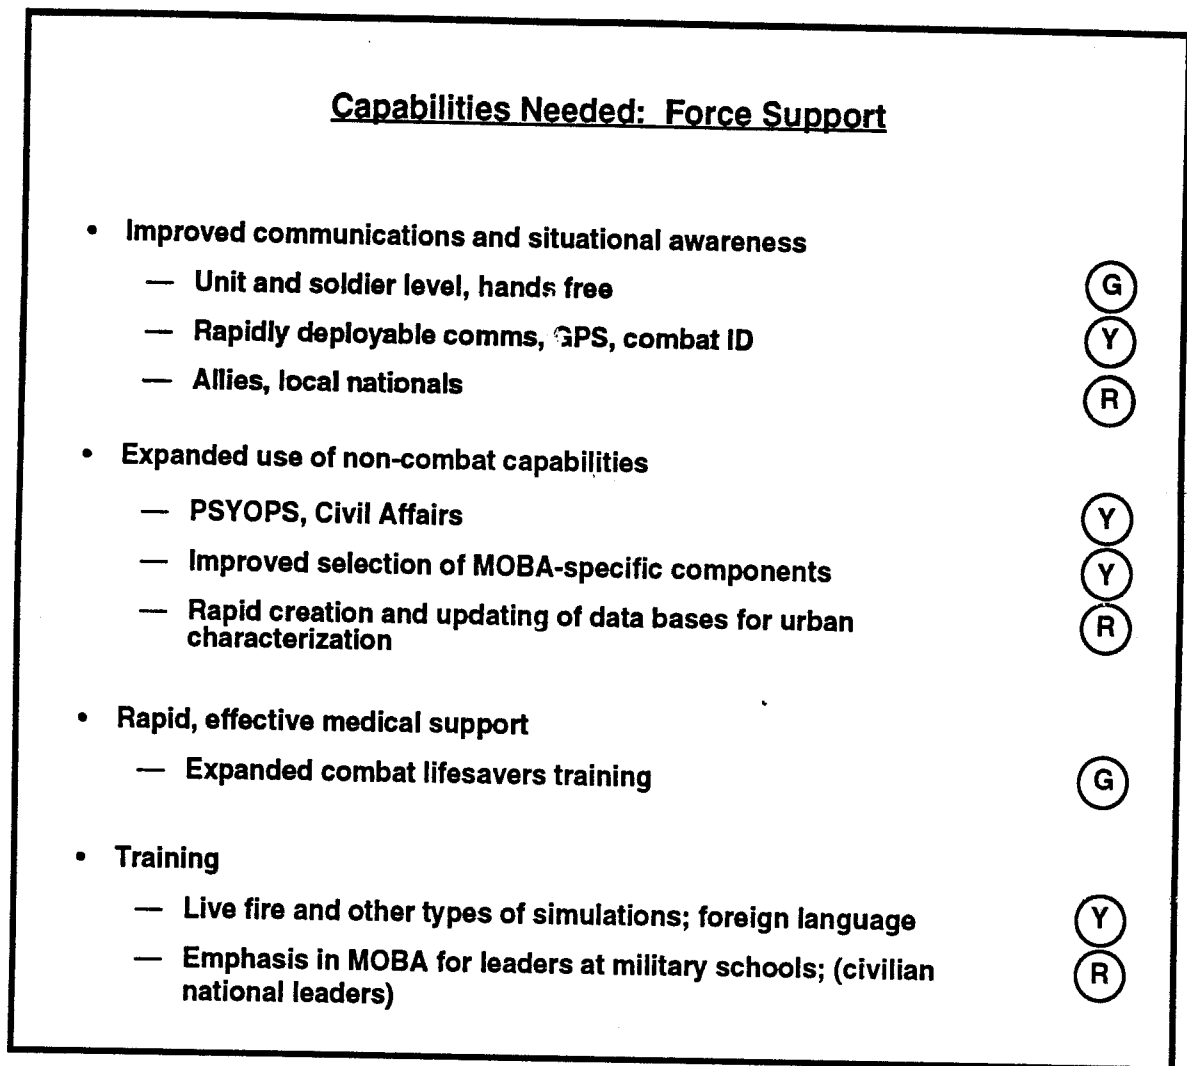 Capabilities Needed: Force Support
• Improved communications and situational awareness
— Unit and soldier level, hands free G
— Rapidly deployable comms, GPS, combat ID Y
— Allies, local nationals R
• Expanded use of non-combat capabilities
— PSYOPS, Civil Affairs Y
— Improved selection of MOBA-specific components Y
— Rapid creation and updating of data bases for urban R
characterization
• Rapid, effective medical support
— Expanded combat lifesavers training G
• Training
— Live fire and other types of simulations; foreign language Y
— Emphasis in MOBA for leaders at military schools; (civilian R
national leaders)